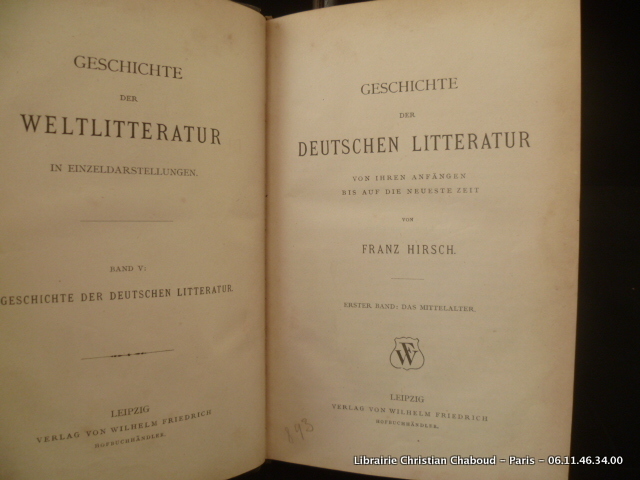 GESCHICHTE
DER
WELTLITTERATUR
IN EINZELDARSTELLUNGEN.
BAND V:
GESCHICHTE DER DEUTSCHEN LITTERATUR.
LEIPZIG
VERLAG VON WILHELM FRIEDRICH
HOFBUCHHÄNDLER.
GESCHICHTE
DER
DEUTSCHEN LITTERATUR
VON IHREN ANFÄNGEN
BIS AUF DIE NEUESTE ZEIT
VON
FRANZ HIRSCH.
ERSTER BAND: DAS MITTELALTER.
WF
LEIPZIG
VERLAG VON WILHELM FRIEDRICH
HOFBUCHHÄNDLER.
893
Librairie Christian Chaboud - Paris - 06.11.46.34.00